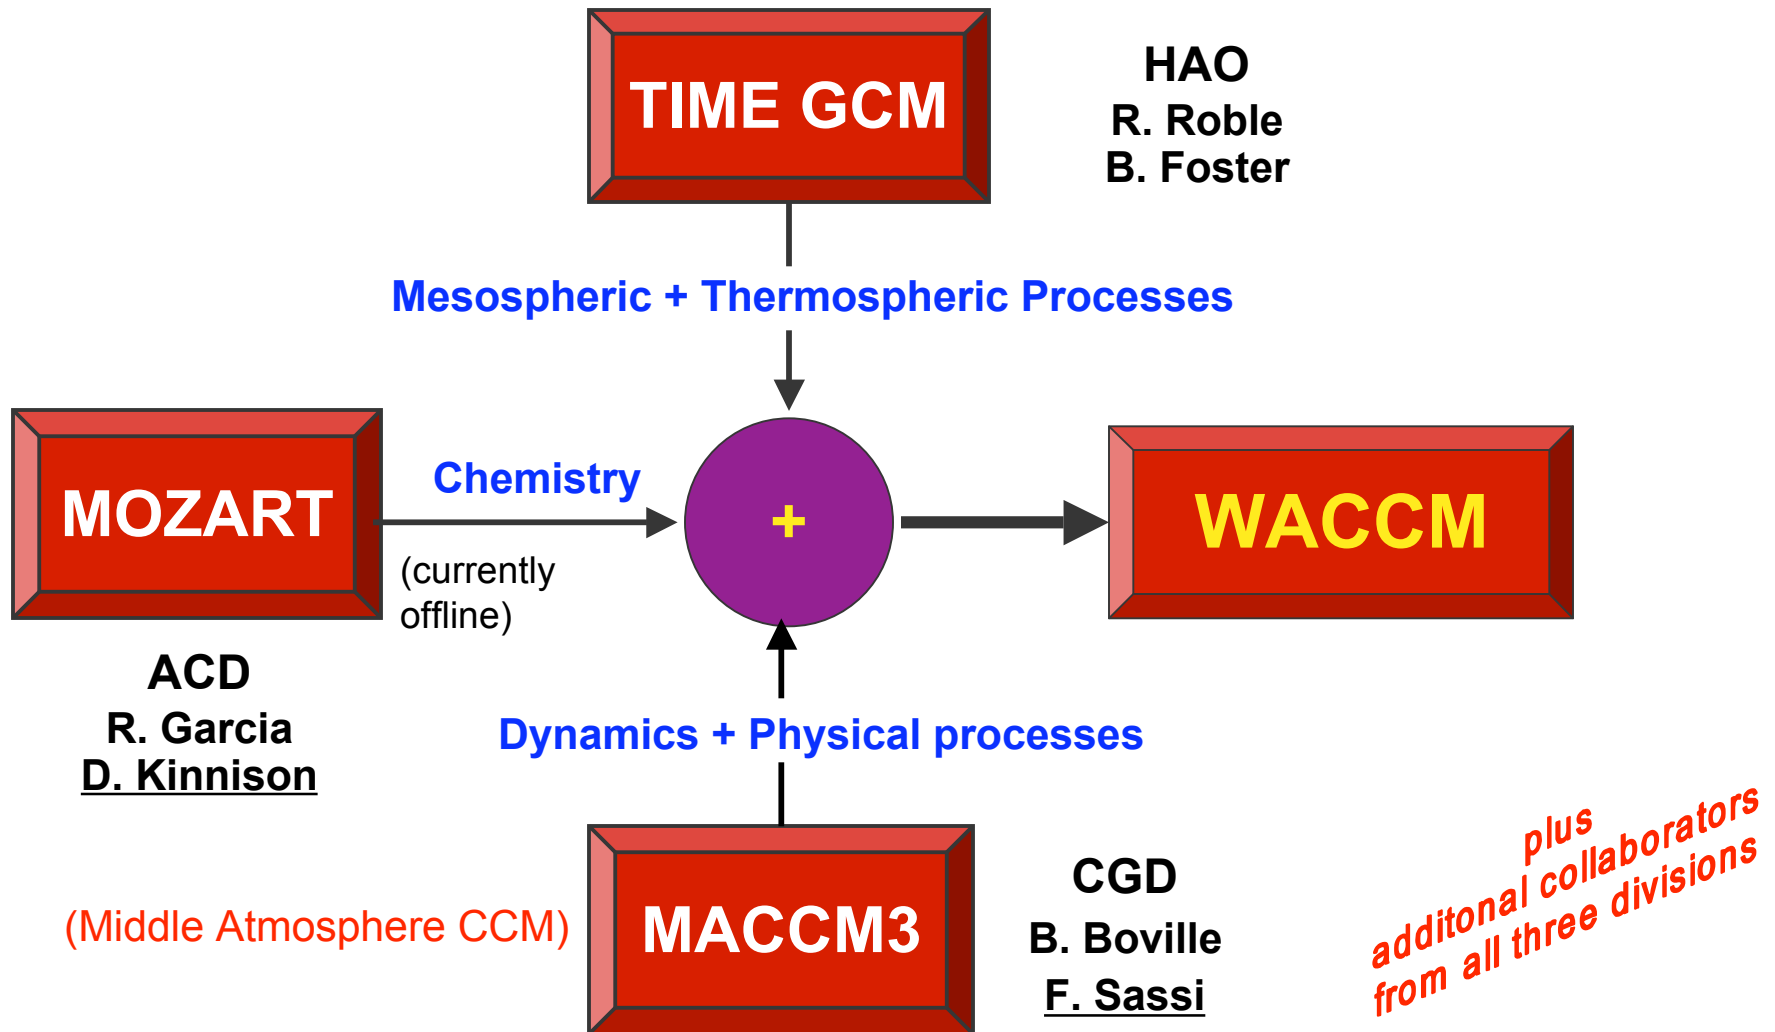 TIME GCM
HAO
R. Roble
B. Foster
Mesospheric + Thermospheric Processes
MOZART
Chemistry
(currently
offline)
+
WACCM
ACD
R. Garcia
D. Kinnison
Dynamics + Physical processes
(Middle Atmosphere CCM)
MACCM3
CGD
B. Boville
F. Sassi
plus
additonal collaborators
from all three divisions